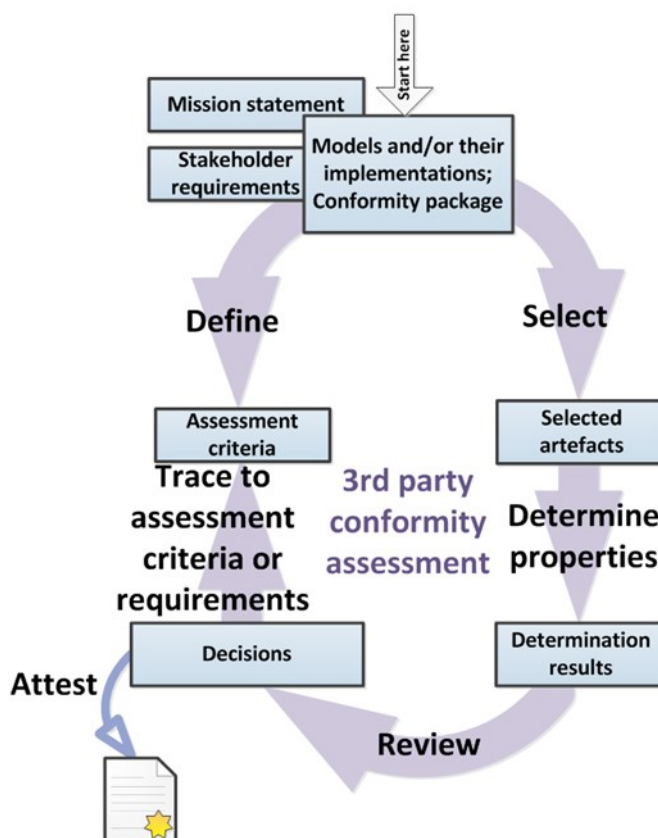 Start here
Mission statement
Stakeholder
requirements
Models and/or their
implementations;
Conformity package
Define
Select
Assessment
criteria
Selected
artefacts
Trace to
assessment
criteria or
requirements
3rd party
conformity
assessment
Determine
properties
Decisions
Determination
results
Attest
Review